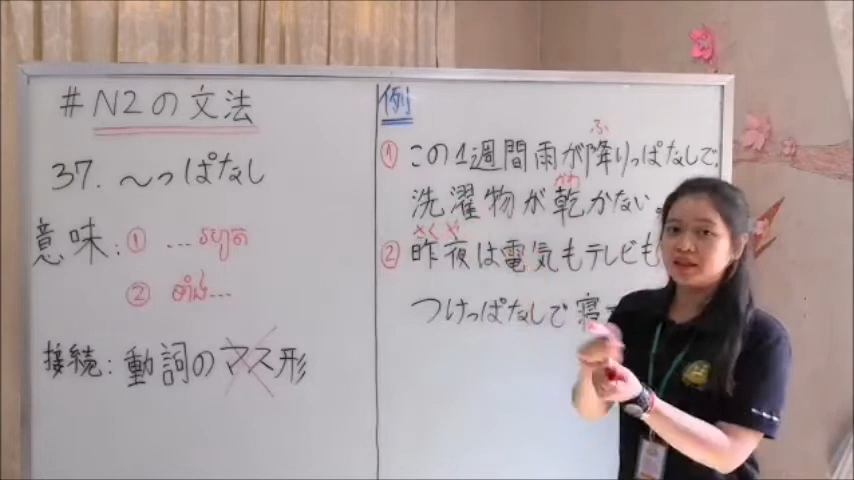 #N2の文法
37. ~っぱなし
意味: ① ...
② ...
接続: 動詞のマス形
例
① この1週間雨が降りっぱなしで、
洗濯物が乾かない。
② 昨夜は電気もテレビも
つけっぱなしで寝
ふ
かわ
さくや